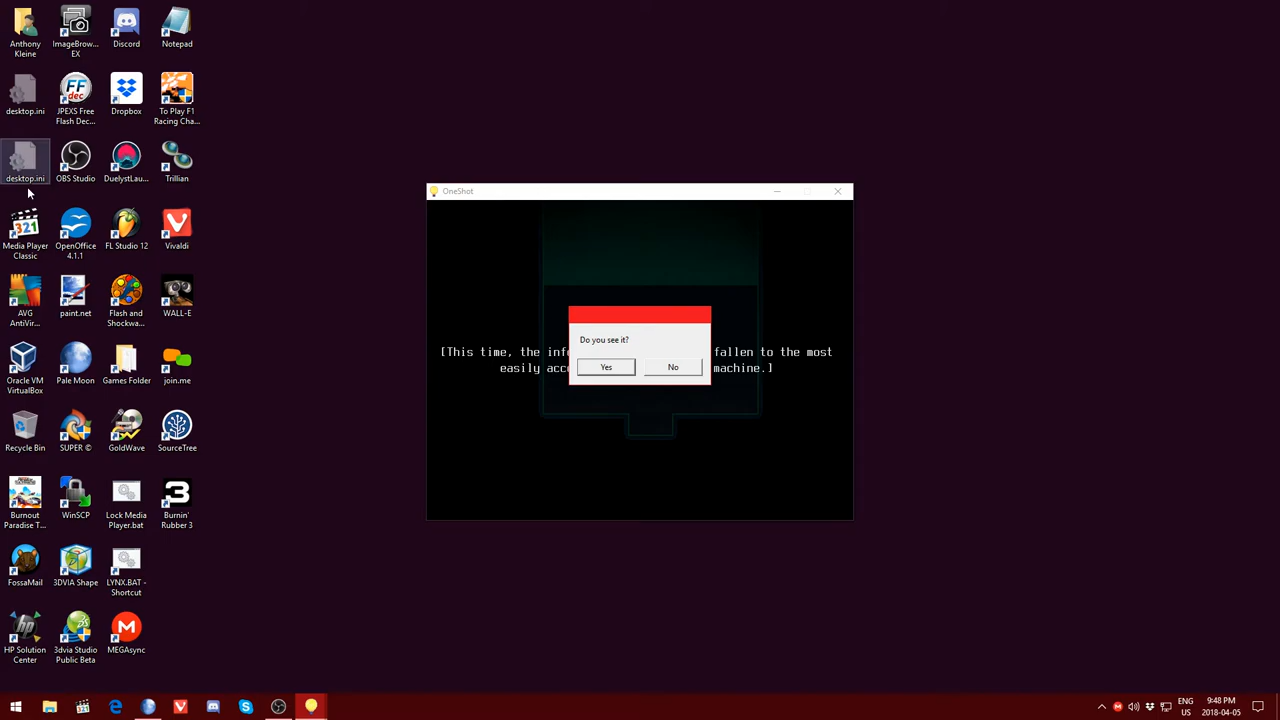 Anthony
Kleine
ImageBrow...
EX
Discord
Notepad
desktop.ini
JPEXS Free
Flash Dec...
Dropbox
To Play F1
Racing Cha...
desktop.ini
OBS Studio
DuelystLau...
Trillian
Media Player
Classic
OpenOffice
4.1.1
FL Studio 12
Vivaldi
AVG
AntiVir...
paint.net
Flash and
Shockwa...
WALL-E
Oracle VM
VirtualBox
Pale Moon
Games Folder
join.me
Recycle Bin
SUPER ©
GoldWave
SourceTree
Burnout
Paradise T...
WinSCP
Lock Media
Player.bat
Burnin'
Rubber 3
FossaMail
3DVIA Shape
LYNX.BAT -
Shortcut
HP Solution
Center
3dvia Studio
Public Beta
MEGAsync
OneShot
Do you see it?
Yes
No
[This time, the fallen to the most
easily machine.]
ENG
US
9:48 PM
2018-04-05